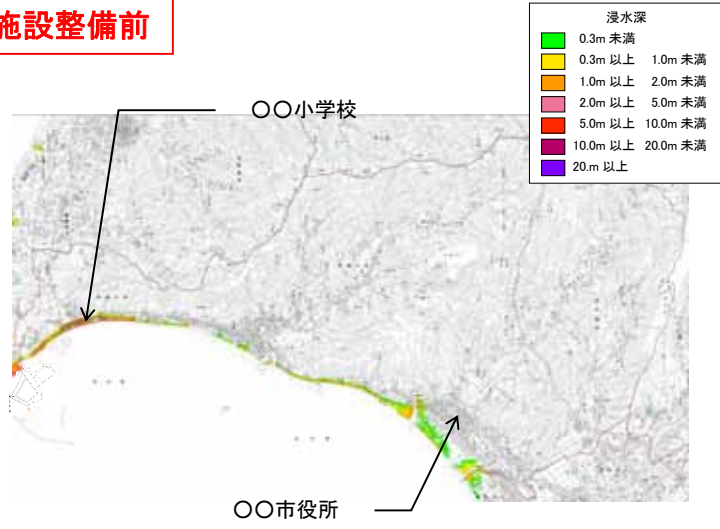 施設整備前
浸水深
0.3m 未満
0.3m 以上 1.0m 未満
1.0m 以上 2.0m 未満
2.0m 以上 5.0m 未満
5.0m 以上 10.0m 未満
10.0m 以上 20.0m 未満
20.m 以上
〇〇小学校
〇〇市役所